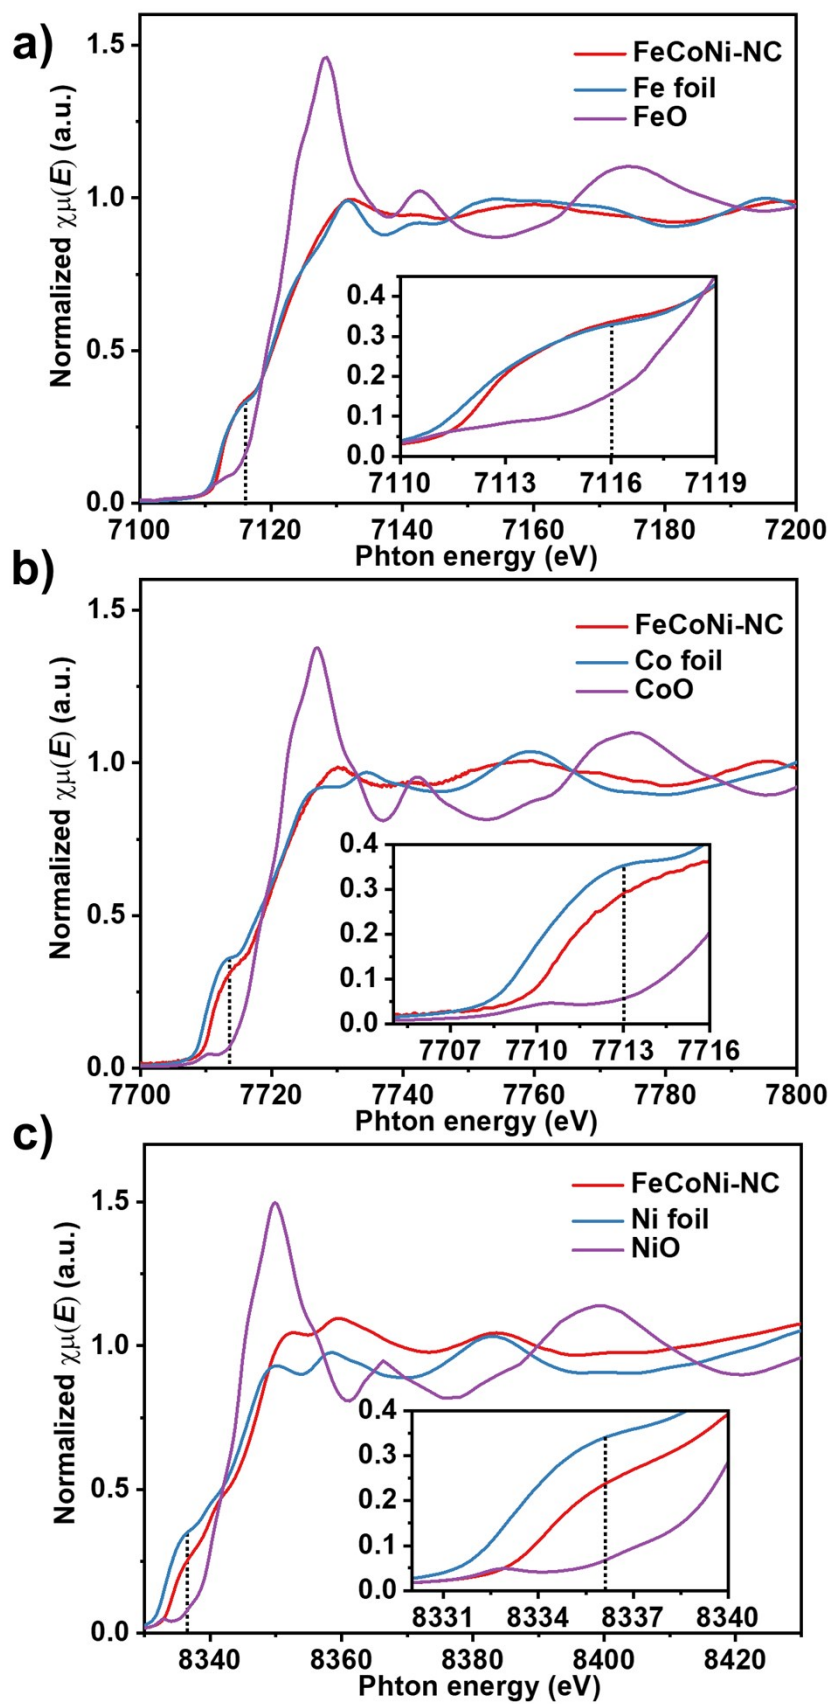 a)
Normalized χμ(E) (a.u.)
1.5
1.0
0.5
0.0
FeCoNi-NC
Fe foil
FeO
0.4
0.3
0.2
0.1
0.0
7110 7113 7116 7119
7100 7120 7140 7160 7180 7200
Phton energy (eV)
b)
Normalized χμ(E) (a.u.)
1.5
1.0
0.5
0.0
FeCoNi-NC
Co foil
CoO
0.4
0.3
0.2
0.1
0.0
7707 7710 7713 7716
7700 7720 7740 7760 7780 7800
Phton energy (eV)
c)
Normalized χμ(E) (a.u.)
1.5
1.0
0.5
0.0
FeCoNi-NC
Ni foil
NiO
0.4
0.3
0.2
0.1
0.0
8331 8334 8337 8340
8340 8360 8380 8400 8420
Phton energy (eV)